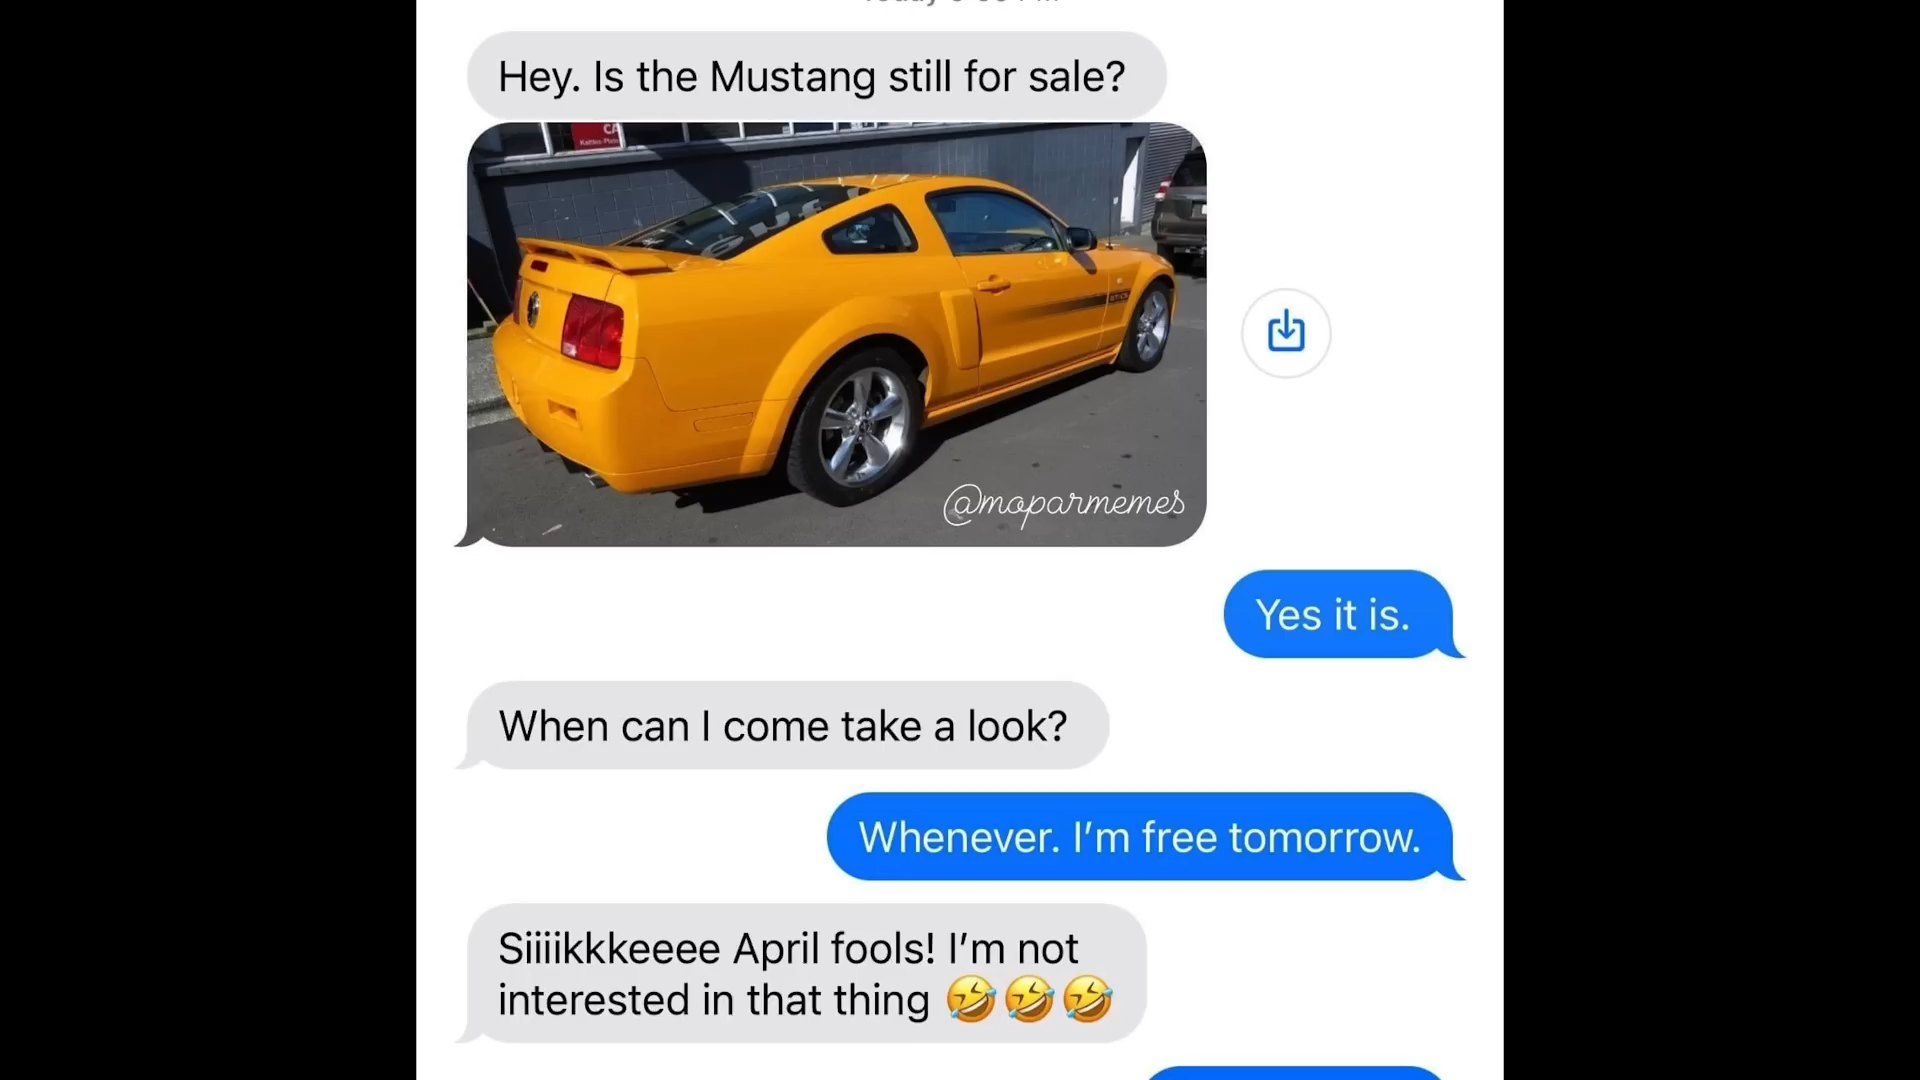 Hey. Is the Mustang still for sale?
CA
@moparmemes
Yes it is.
When can I come take a look?
Whenever. I’m free tomorrow.
Siiiikkkeeee April fools! I’m not
interested in that thing 🤣🤣🤣